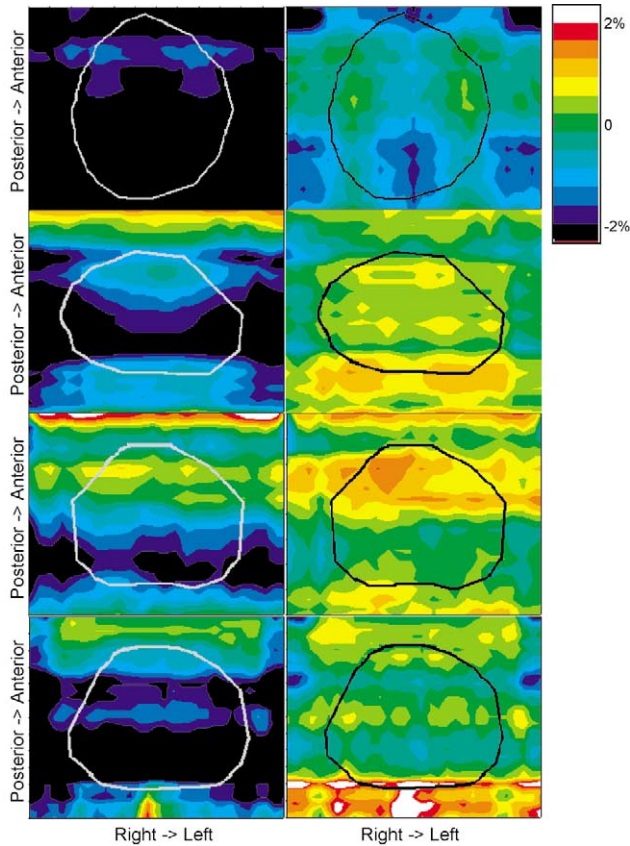 2%
0
-2%
Posterior -> Anterior
Posterior -> Anterior
Posterior -> Anterior
Posterior -> Anterior
Right -> Left
Right -> Left